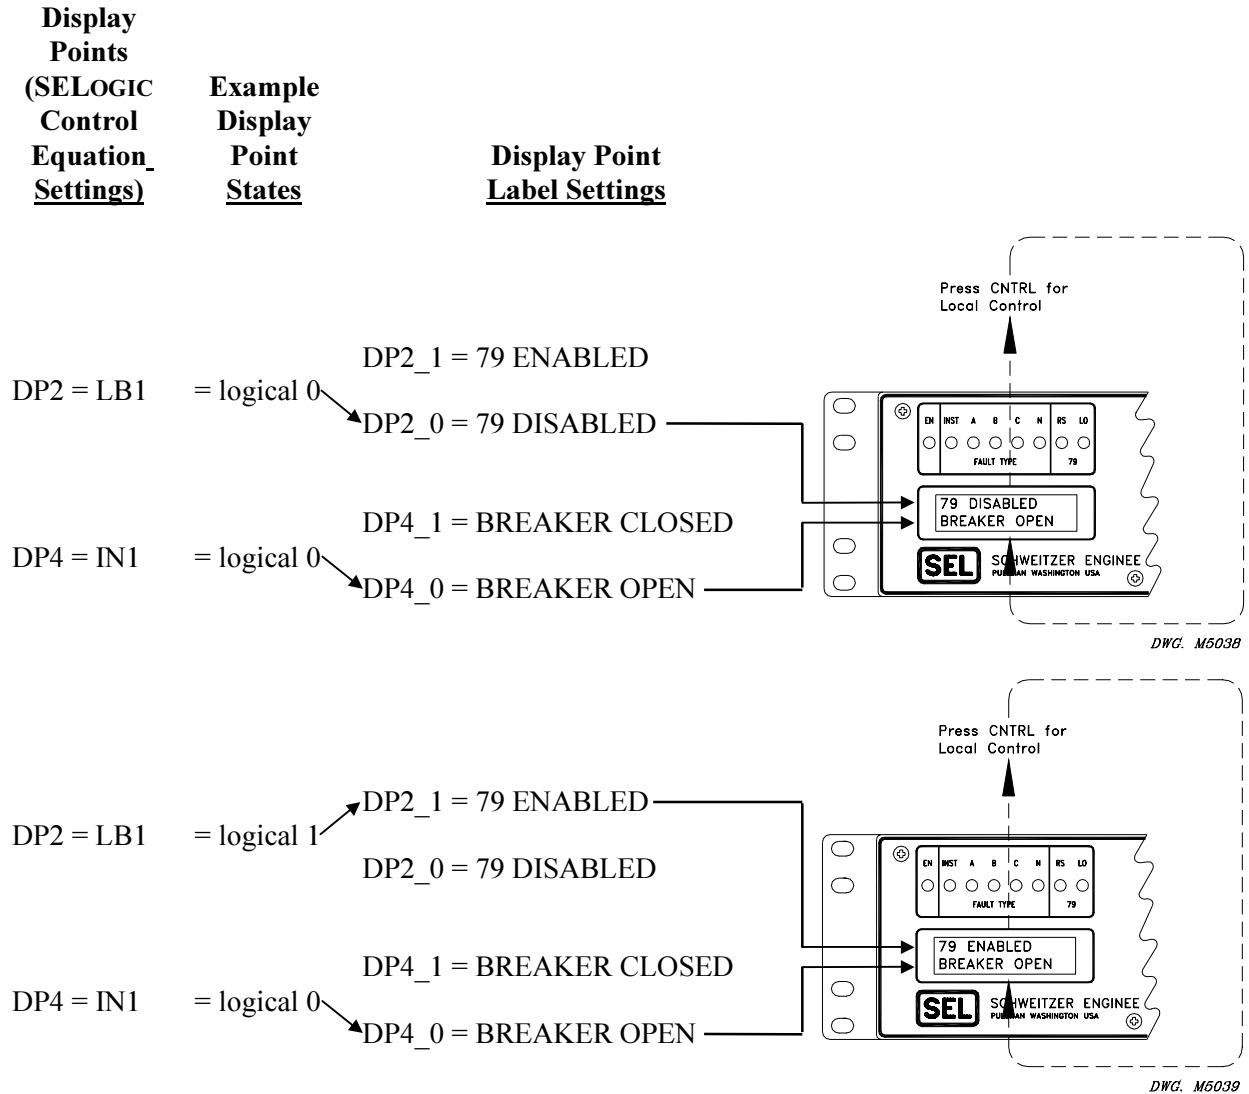 Display
Points
(SELOGIC
Control
Equation
Settings)
Example
Display
Point
States
Display Point
Label Settings
Press CNTRL for
Local Control
DP2_1 = 79 ENABLED
DP2 = LB1 = logical 0
DP2_0 = 79 DISABLED
EN INST A B C N RS LO
FAULT TYPE 79
79 DISABLED
BREAKER OPEN
DP4_1 = BREAKER CLOSED
DP4 = IN1 = logical 0
DP4_0 = BREAKER OPEN
SEL SCHWEITZER ENGINEE
PULLMAN WASHINGTON USA
DWG. M5038
Press CNTRL for
Local Control
DP2_1 = 79 ENABLED
DP2 = LB1 = logical 1
DP2_0 = 79 DISABLED
EN INST A B C N RS LO
FAULT TYPE 79
79 ENABLED
BREAKER OPEN
DP4_1 = BREAKER CLOSED
DP4 = IN1 = logical 0
DP4_0 = BREAKER OPEN
SEL SCHWEITZER ENGINEE
PULLMAN WASHINGTON USA
DWG. M5039